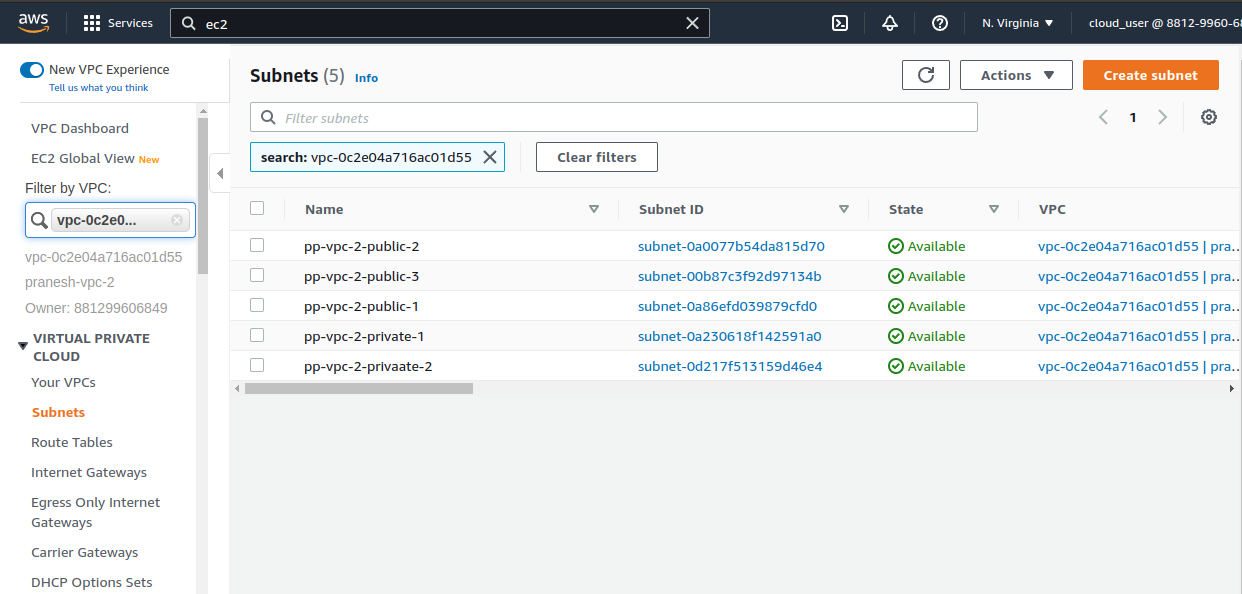 aws Services ec2 N. Virginia cloud_user @ 8812-9960-68
New VPC Experience
Tell us what you think
VPC Dashboard
EC2 Global View New
Filter by VPC:
vpc-0c2e0...
vpc-0c2e04a716ac01d55
pranesh-vpc-2
Owner: 881299606849
VIRTUAL PRIVATE
CLOUD
Your VPCs
Subnets
Route Tables
Internet Gateways
Egress Only Internet
Gateways
Carrier Gateways
DHCP Options Sets
Subnets (5) Info Actions Create subnet
Filter subnets 1
search: vpc-0c2e04a716ac01d55 Clear filters
Name Subnet ID State VPC
pp-vpc-2-public-2 subnet-0a0077b54da815d70 Available vpc-0c2e04a716ac01d55 | pra...
pp-vpc-2-public-3 subnet-00b87c3f92d97134b Available vpc-0c2e04a716ac01d55 | pra...
pp-vpc-2-public-1 subnet-0a86efd039879cfd0 Available vpc-0c2e04a716ac01d55 | pra...
pp-vpc-2-private-1 subnet-0a230618f142591a0 Available vpc-0c2e04a716ac01d55 | pra...
pp-vpc-2-privaate-2 subnet-0d217f513159d46e4 Available vpc-0c2e04a716ac01d55 | pra...